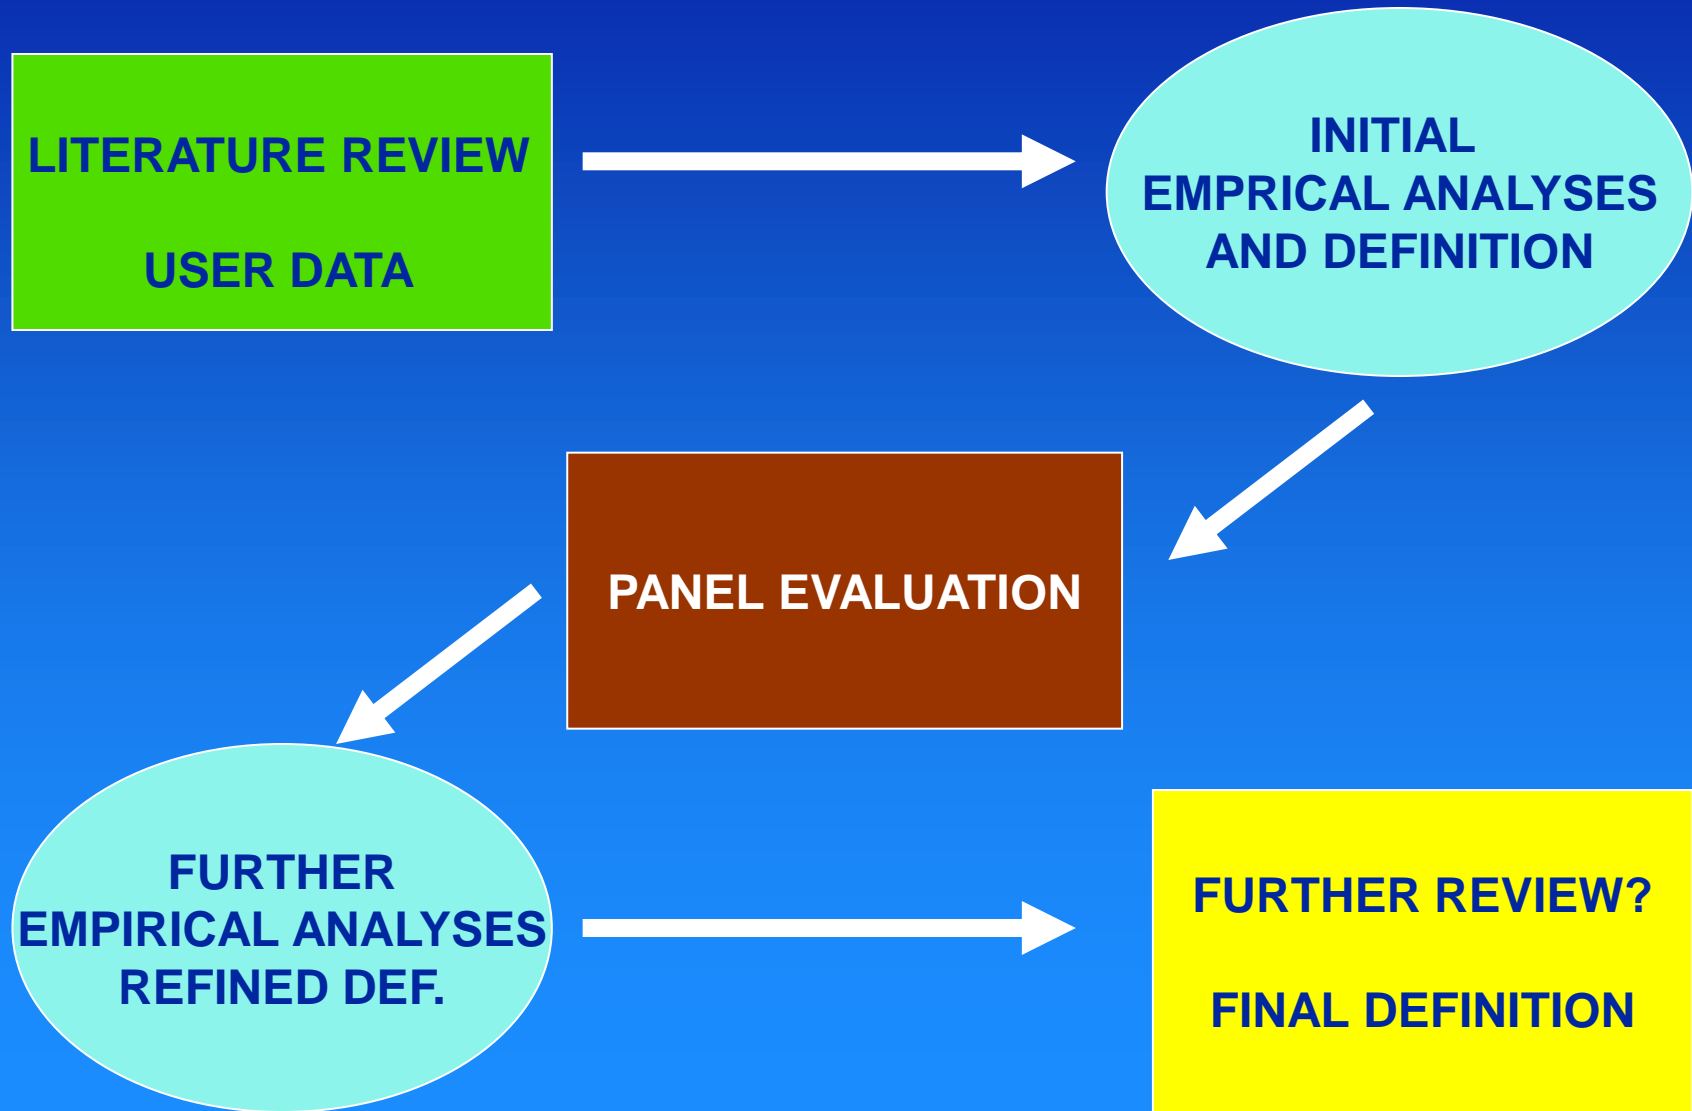 LITERATURE REVIEW
USER DATA
INITIAL
EMPRICAL ANALYSES
AND DEFINITION
PANEL EVALUATION
FURTHER
EMPIRICAL ANALYSES
REFINED DEF.
FURTHER REVIEW?
FINAL DEFINITION